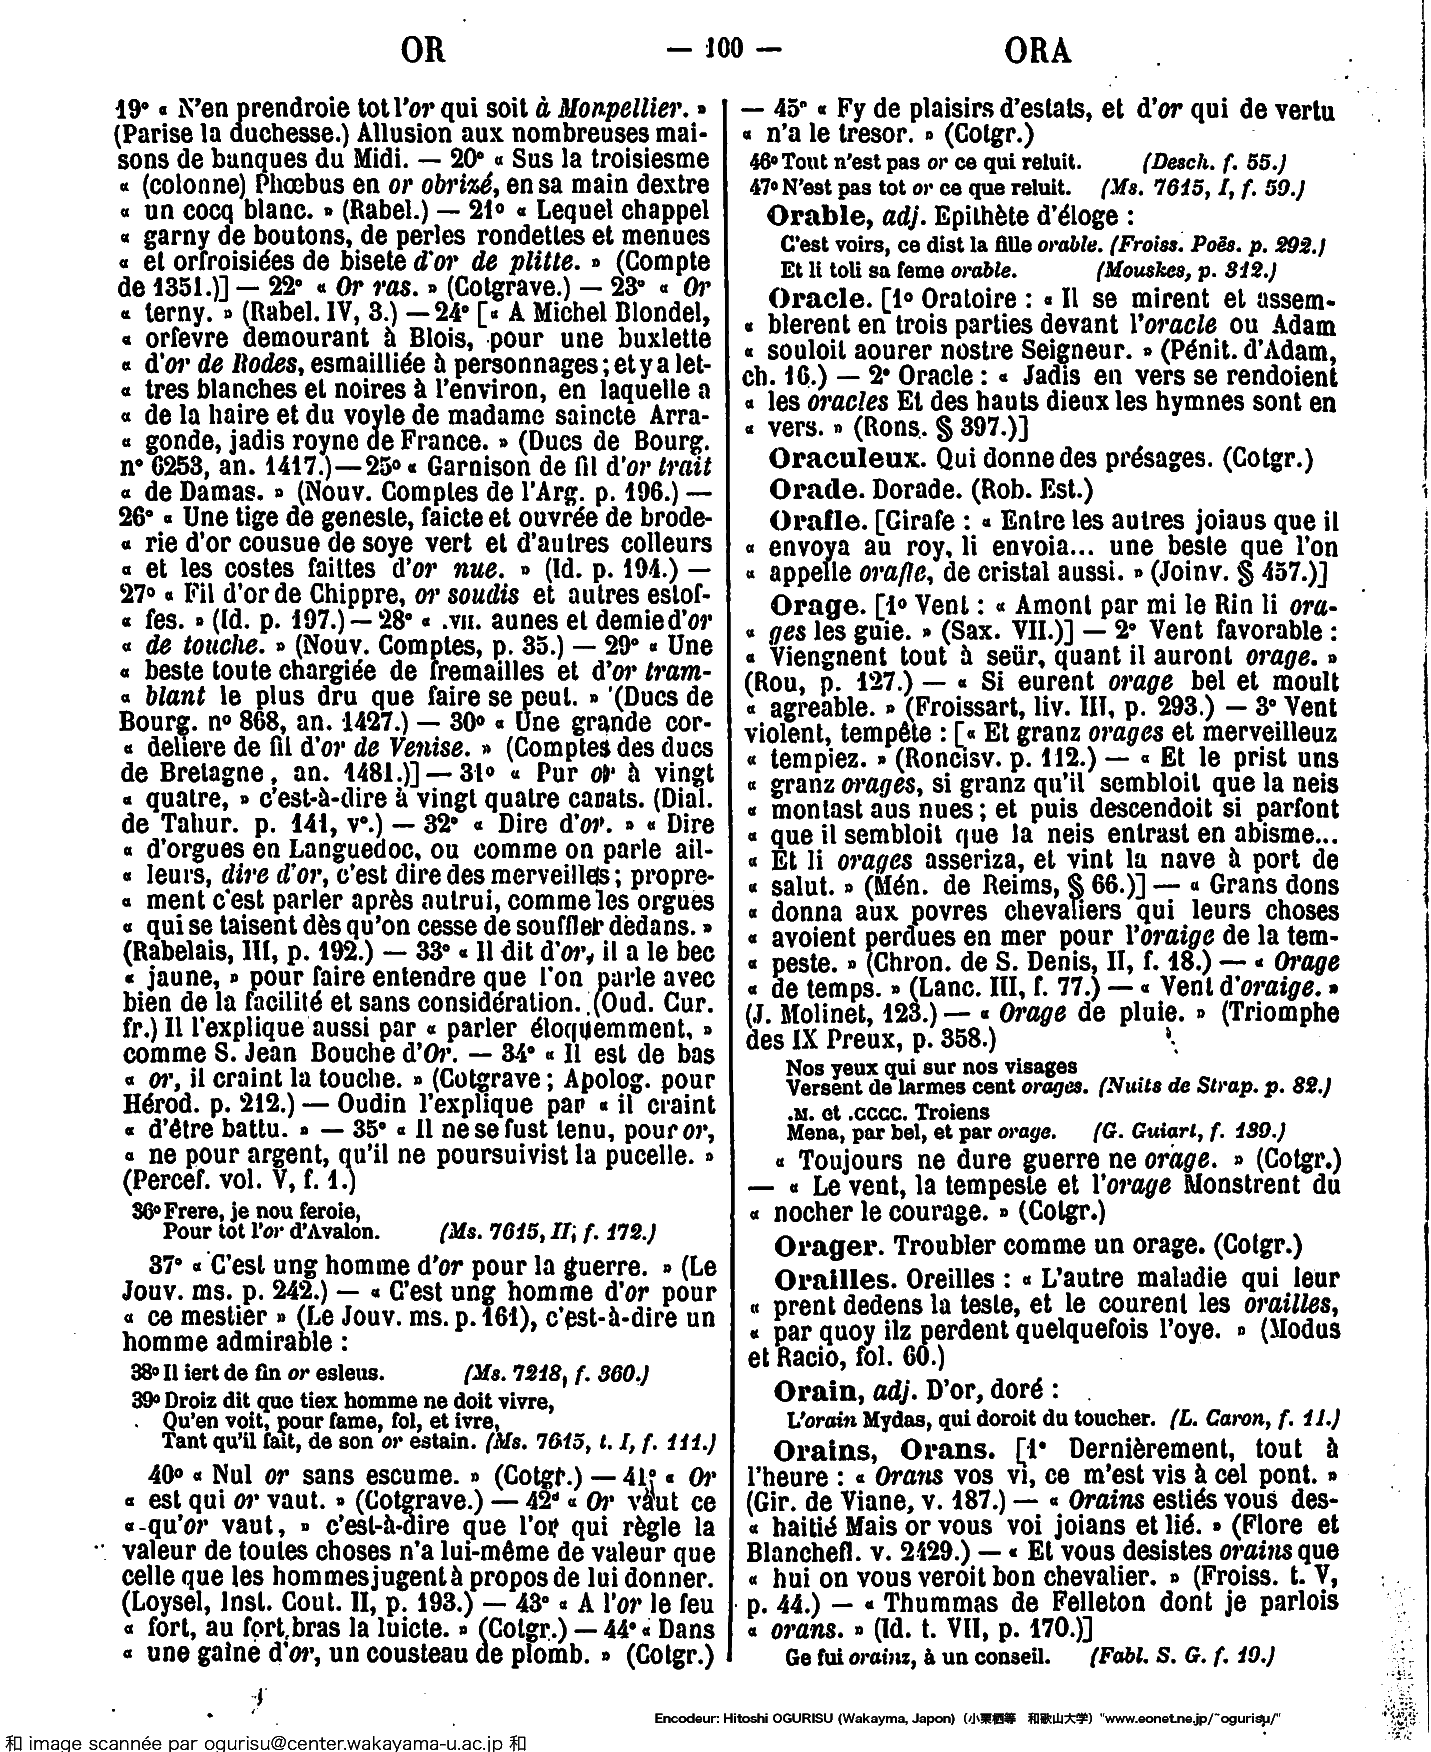 OR — 100 — ORA
19° « N'en prendroie tot l'or qui soit à Monpellier. »
(Parise la duchesse.) Allusion aux nombreuses mai-
sons de banques du Midi. — 20° « Sus la troisiesme
« (colonne) Phœbus en or obrizé, en sa main dextre
« un cocq blanc. » (Rabel.) — 21° « Lequel chappel
« garny de boutons, de perles rondettes et menues
« et orfroisiées de bisete d'or de plitte. » (Compte
de 1351.)] — 22° « Or ras. » (Cotgrave.) — 23° « Or
« terny. » (Rabel. IV, 3.) — 24° [« A Michel Blondel,
« orfevre demourant à Blois, pour une buxlette
« d'or de Rodes, esmailliée à personnages; et y a let-
« tres blanches et noires à l'environ, en laquelle a
« de la haire et du voyle de madame saincte Arra-
« gonde, jadis royne de France. » (Ducs de Bourg.
n° 6253, an. 1417.) — 25° « Garnison de fil d'or trait
« de Damas. » (Nouv. Comptes de l'Arg. p. 196.) —
26° « Une tige de geneste, faicte et ouvrée de brode-
« rie d'or cousue de soye vert et d'autres colleurs
« et les costes faittes d'or nue. » (Id. p. 194.) —
27° « Fil d'or de Chippre, or soudis et autres estof-
« fes. » (Id. p. 197.) — 28° « .VII. aunes et demie d'or
« de touche. » (Nouv. Comptes, p. 35.) — 29° « Une
« beste toute chargiée de fremailles et d'or tram-
« blant le plus dru que faire se peut. » (Ducs de
Bourg. n° 868, an. 1427.) — 30° « Une grande cor-
« deliere de fil d'or de Venise. » (Comptes des ducs
de Bretagne, an. 1481.)] — 31° « Pur or à vingt
« quatre, » c'est-à-dire à vingt quatre carats. (Dial.
de Tahur. p. 141, v°.) — 32° « Dire d'or. » « Dire
« d'orgues en Languedoc, ou comme on parle ail-
« leurs, dire d'or, c'est dire des merveilles; propre-
« ment c'est parler après autrui, comme les orgues
« qui se taisent dès qu'on cesse de souffler dèdans. »
(Rabelais, III, p. 192.) — 33° « Il dit d'or, il a le bec
« jaune, » pour faire entendre que l'on parle avec
bien de la facilité et sans considération. (Oud. Cur.
fr.) Il l'explique aussi par « parler éloquemment, »
comme S. Jean Bouche d'Or. — 34° « Il est de bas
« or, il craint la touche. » (Cotgrave; Apolog. pour
Hérod. p. 212.) — Oudin l'explique par « il craint
« d'être battu. » — 35° « Il ne se fust tenu, pour or,
« ne pour argent, qu'il ne poursuivist la pucelle. »
(Percef. vol. V, f. 1.)
36° Frere, je nou feroie,
Pour tot l'or d'Avalon. (Ms. 7615, II, f. 172.)
37° « C'est ung homme d'or pour la guerre. » (Le
Jouv. ms. p. 242.) — « C'est ung homme d'or pour
« ce mestier » (Le Jouv. ms. p. 161), c'est-à-dire un
homme admirable :
38° Il iert de fin or esleus. (Ms. 7218, f. 360.)
39° Droiz dit que tiex homme ne doit vivre,
Qu'en voit, pour fame, fol, et ivre,
Tant qu'il fait, de son or estain. (Ms. 7615, t. I, f. 111.)
40° « Nul or sans escume. » (Cotgr.) — 41° « Or
« est qui or vaut. » (Cotgrave.) — 42° « Or vaut ce
« qu'or vaut, » c'est-à-dire que l'or qui règle la
valeur de toutes choses n'a lui-même de valeur que
celle que les hommes jugent à propos de lui donner.
(Loysel, Inst. Cout. II, p. 193.) — 43° « A l'or le feu
« fort, au fort bras la luicte. » (Cotgr.) — 44° « Dans
« une gaine d'or, un cousteau de plomb. » (Cotgr.)
— 45° « Fy de plaisirs d'estats, et d'or qui de vertu
« n'a le tresor. » (Cotgr.)
46° Tout n'est pas or ce qui reluit. (Desch. f. 55.)
47° N'est pas tot or ce que reluit. (Ms. 7615, I, f. 59.)
Orable, adj. Epithète d'éloge :
C'est voirs, ce dist la fille orable. (Froiss. Poës. p. 292.)
Et li toli sa feme orable. (Mouskes, p. 312.)
Oracle. [1° Oratoire : « Il se mirent et assem-
« blerent en trois parties devant l'oracle ou Adam
« souloit aourer nostre Seigneur. » (Pénit. d'Adam,
ch. 16.) — 2° Oracle : « Jadis en vers se rendoient
« les oracles Et des hauts dieux les hymnes sont en
« vers. » (Rons. § 397.)]
Oraculeux. Qui donne des présages. (Cotgr.)
Orade. Dorade. (Rob. Est.)
Orafle. [Girafe : « Entre les autres joiaus que il
« envoya au roy, li envoia... une beste que l'on
« appelle orafle, de cristal aussi. » (Joinv. § 457.)]
Orage. [1° Vent : « Amont par mi le Rin li ora-
« ges les guie. » (Sax. VII.)] — 2° Vent favorable :
« Viengnent tout à seür, quant il auront orage. »
(Rou, p. 127.) — « Si eurent orage bel et moult
« agreable. » (Froissart, liv. III, p. 293.) — 3° Vent
violent, tempête : [« Et granz orages et merveilleuz
« tempiez. » (Roncisv. p. 112.) — « Et le prist uns
« granz orages, si granz qu'il sembloit que la neis
« montast aus nues; et puis descendoit si parfont
« que il sembloit que la neis entrast en abisme...
« Et li orages asseriza, et vint la nave à port de
« salut. » (Mén. de Reims, § 66.)] — « Grans dons
« donna aux povres chevaliers qui leurs choses
« avoient perdues en mer pour l'oraige de la tem-
« peste. » (Chron. de S. Denis, II, f. 18.) — « Orage
« de temps. » (Lanc. III, f. 77.) — « Vent d'oraige. »
(J. Molinet, 123.) — « Orage de pluie. » (Triomphe
des IX Preux, p. 358.)
Nos yeux qui sur nos visages
Versent de larmes cent orages. (Nuits de Strap. p. 82.)
.M. et .CCCC. Troiens
Mena, par bel, et par orage. (G. Guiart, f. 139.)
« Toujours ne dure guerre ne orage. » (Cotgr.)
— « Le vent, la tempeste et l'orage Monstrent du
« nocher le courage. » (Cotgr.)
Orager. Troubler comme un orage. (Cotgr.)
Orailles. Oreilles : « L'autre maladie qui leur
« prent dedens la teste, et le courent les orailles,
« par quoy ilz perdent quelquefois l'oye. » (Modus
et Racio, fol. 60.)
Orain, adj. D'or, doré :
L'orain Mydas, qui doroit du toucher. (L. Caron, f. 11.)
Orains, Orans. [1° Dernièrement, tout à
l'heure : « Orans vos vi, ce m'est vis à cel pont. »
(Gir. de Viane, v. 187.) — « Orains estiés vous des-
« haitié Mais or vous voi joians et lié. » (Flore et
Blanchefl. v. 2429.) — « Et vous desistes orains que
« hui on vous veroit bon chevalier. » (Froiss. t. V,
p. 44.) — « Thummas de Felleton dont je parlois
« orans. » (Id. t. VII, p. 170.)]
Ge fui orainz, à un conseil. (Fabl. S. G. f. 19.)
Encodeur: Hitoshi OGURISU (Wakayma, Japon) (小栗栖等 和歌山大学) "www.eonet.ne.jp/~ogurisu/"
和 image scannée par ogurisu@center.wakayama-u.ac.jp 和